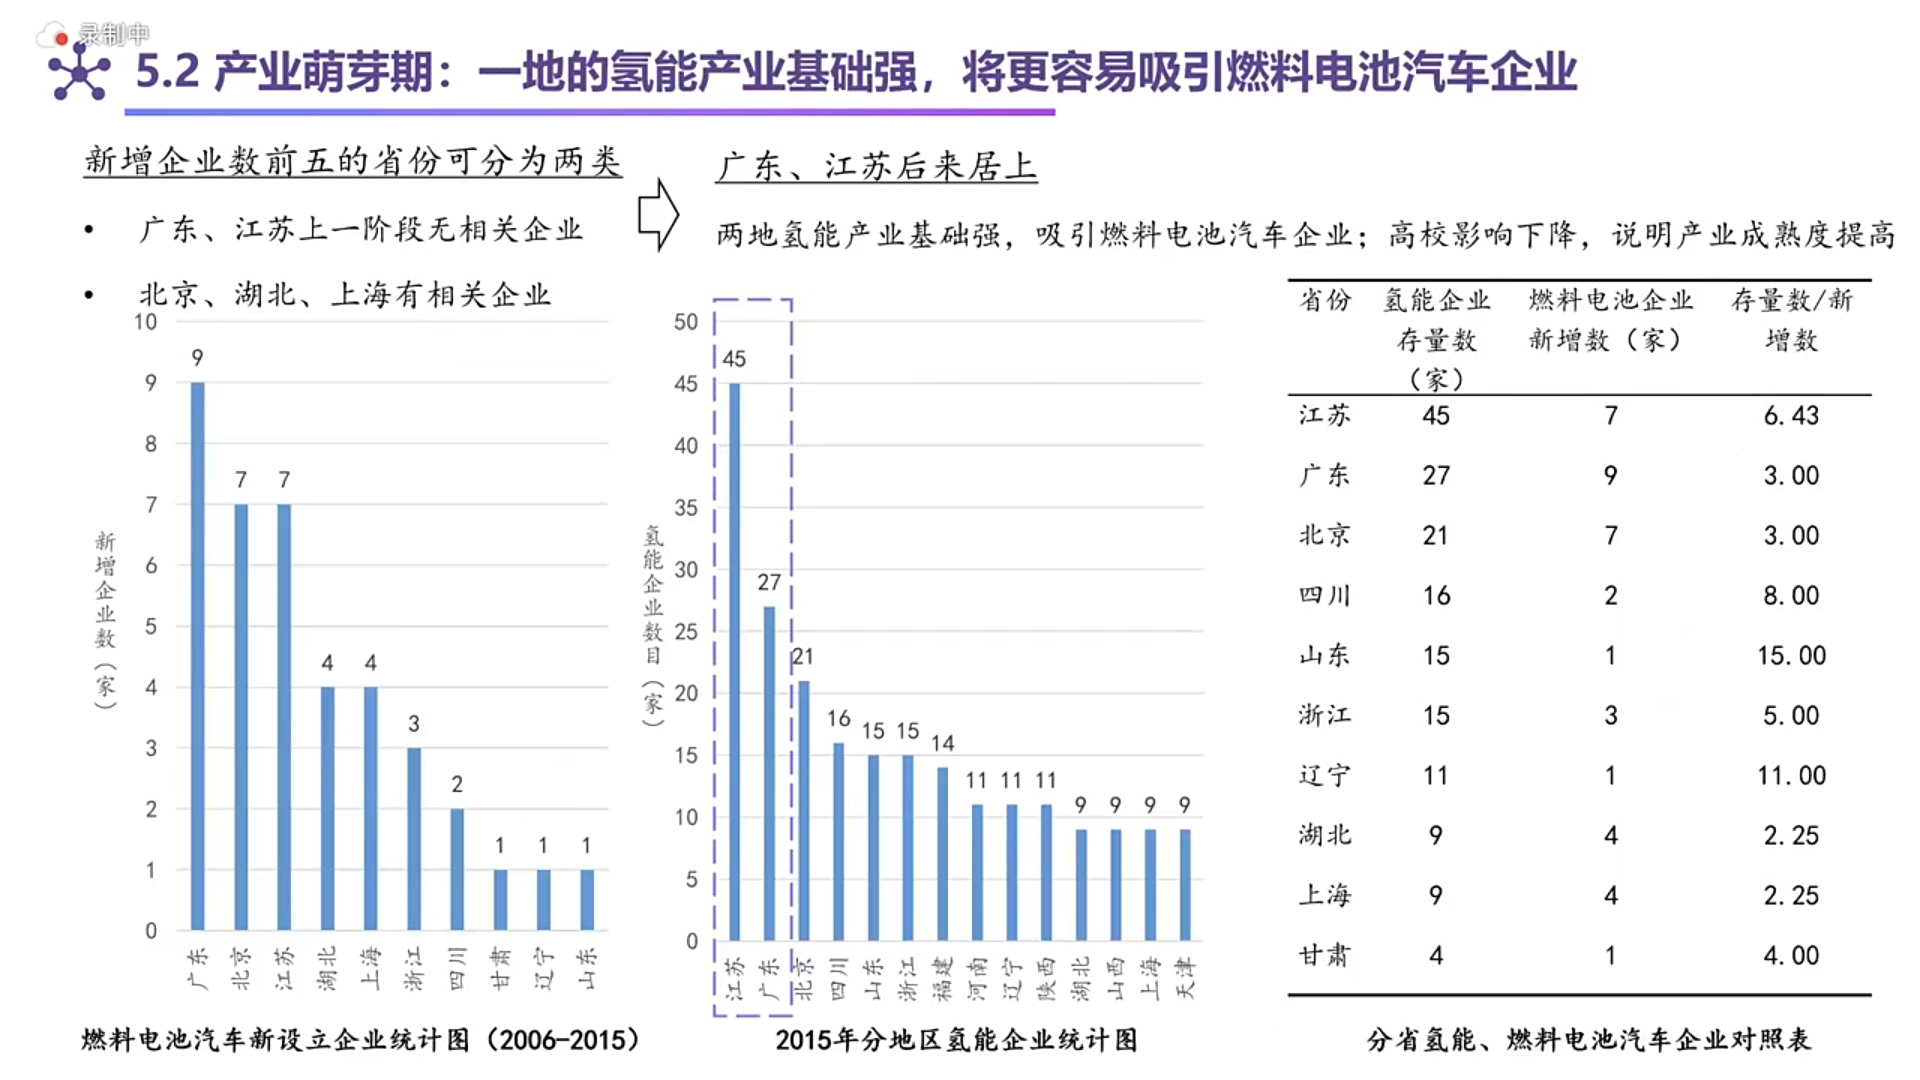 录制中
5.2 产业萌芽期：一地的氢能产业基础强，将更容易吸引燃料电池汽车企业
新增企业数前五的省份可分为两类
• 广东、江苏上一阶段无相关企业
• 北京、湖北、上海有相关企业
广东、江苏后来居上
两地氢能产业基础强，吸引燃料电池汽车企业；高校影响下降，说明产业成熟度提高
新增企业数（家）
10
9
8
7
6
5
4
3
2
1
0
9 7 7 4 4 3 2 1 1 1
广东 北京 江苏 湖北 上海 浙江 四川 甘肃 辽宁 山东
燃料电池汽车新设立企业统计图（2006-2015）
氢能企业数目（家）
50
45
40
35
30
25
20
15
10
5
0
45 27 21 16 15 15 14 11 11 11 9 9 9 9
江苏 广东 北京 四川 山东 浙江 福建 河南 辽宁 陕西 湖北 山西 上海 天津
2015年分地区氢能企业统计图
省份 氢能企业存量数（家） 燃料电池企业新增数（家） 存量数/新增数
江苏 45 7 6.43
广东 27 9 3.00
北京 21 7 3.00
四川 16 2 8.00
山东 15 1 15.00
浙江 15 3 5.00
辽宁 11 1 11.00
湖北 9 4 2.25
上海 9 4 2.25
甘肃 4 1 4.00
分省氢能、燃料电池汽车企业对照表